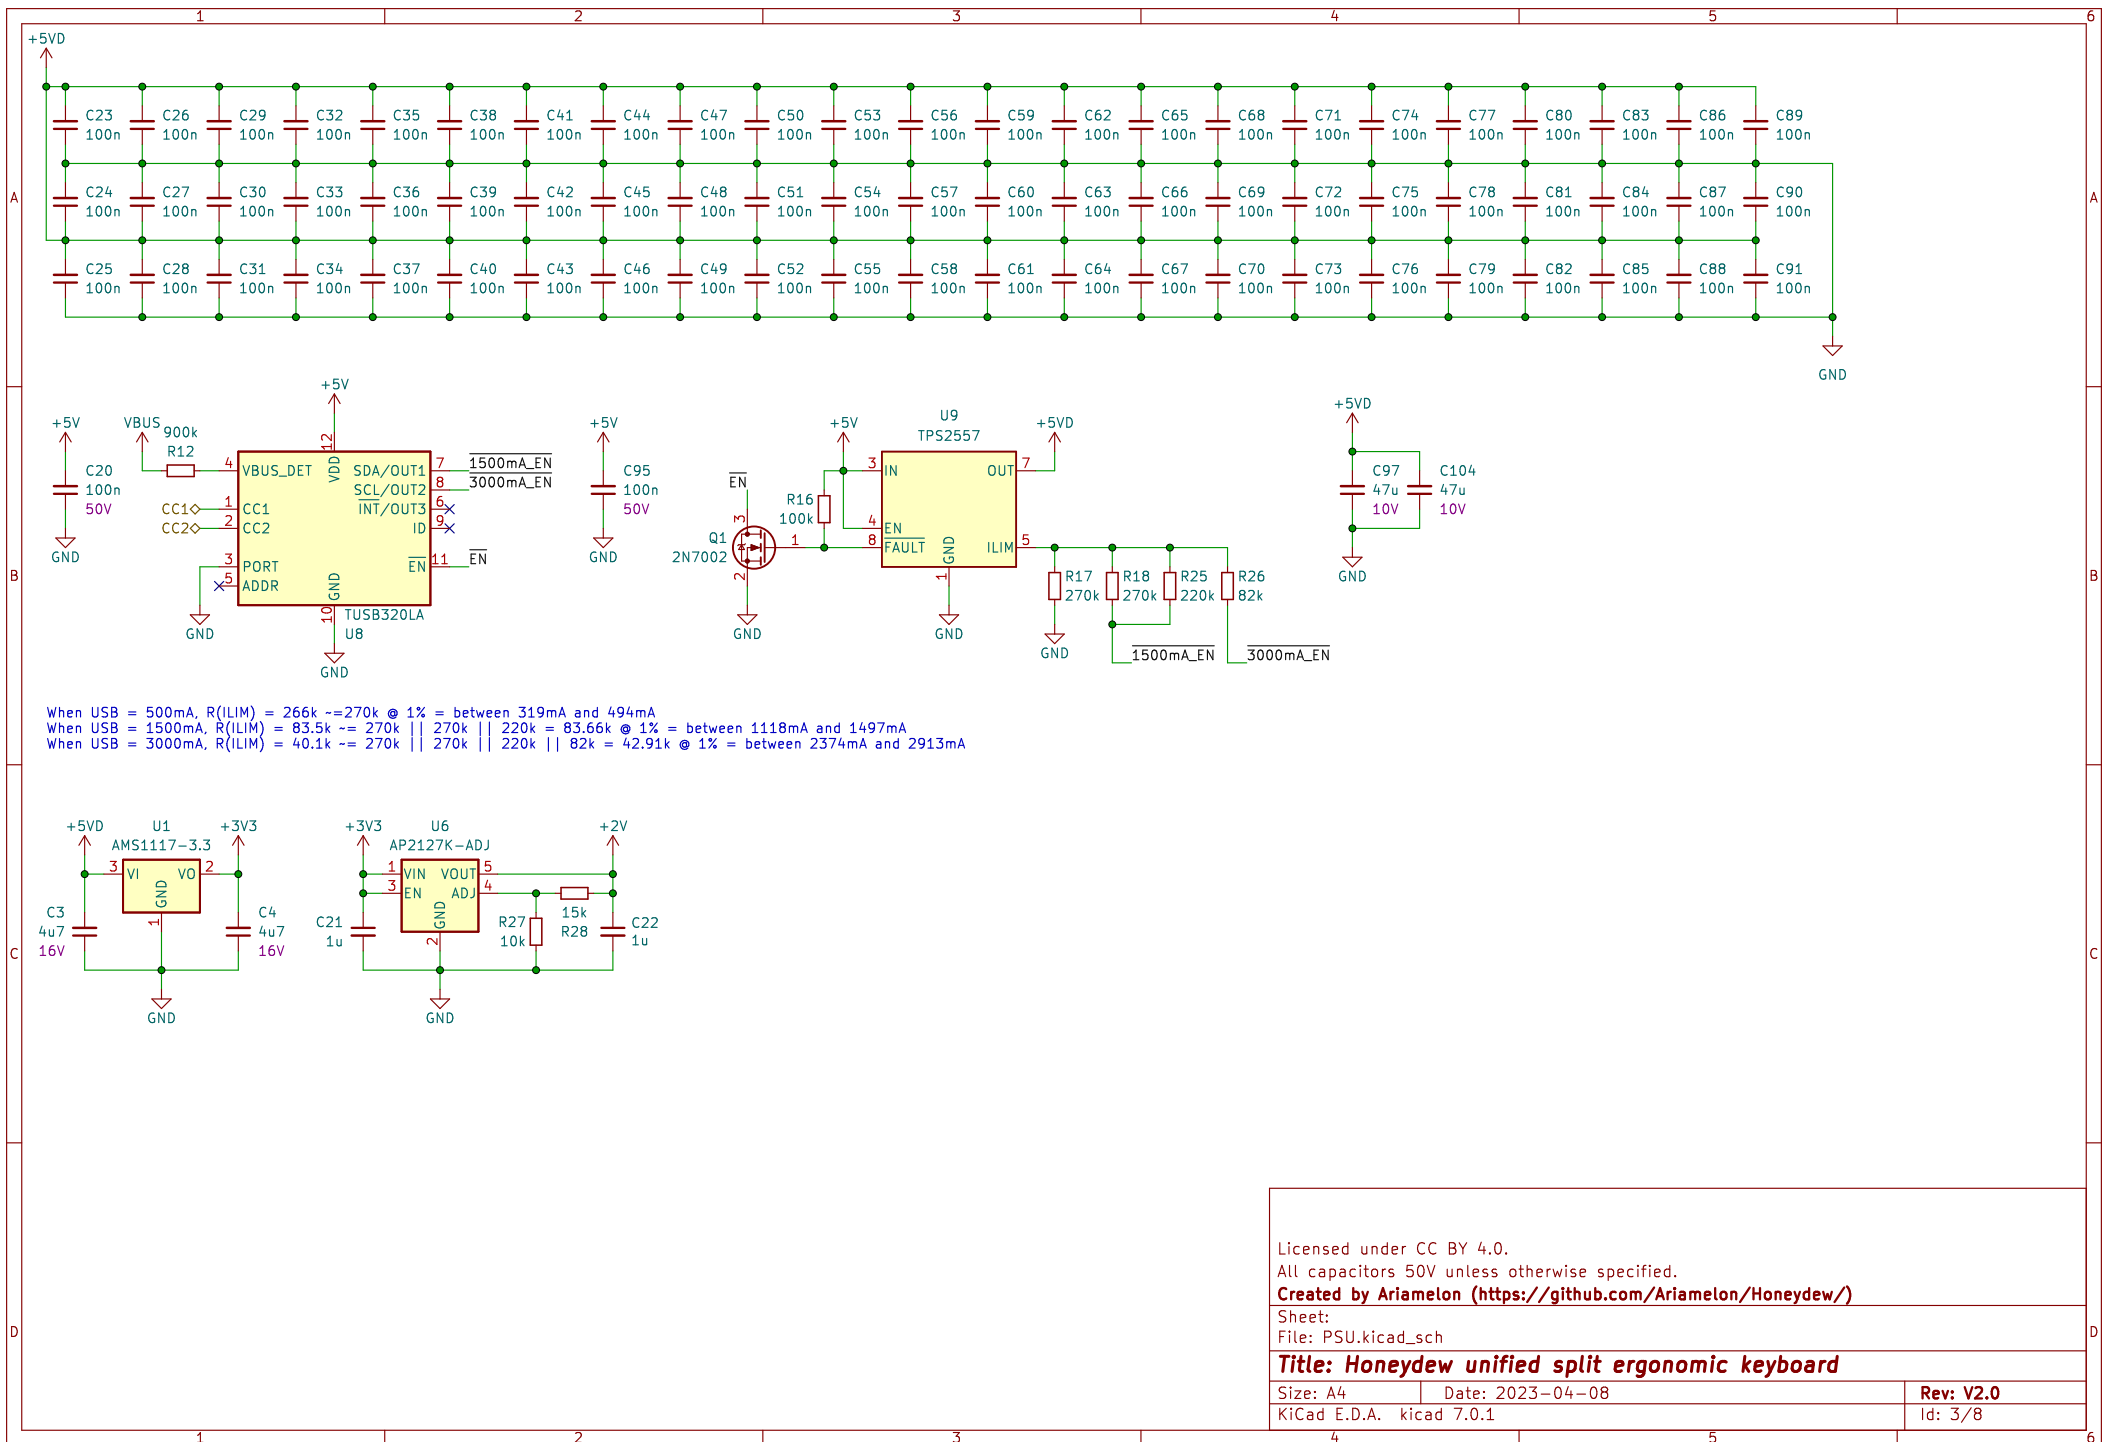 1 2 3 4 5 6
+5VD
C23 C26 C29 C32 C35 C38 C41 C44 C47 C50 C53 C56 C59 C62 C65 C68 C71 C74 C77 C80 C83 C86 C89
100n 100n 100n 100n 100n 100n 100n 100n 100n 100n 100n 100n 100n 100n 100n 100n 100n 100n 100n 100n 100n 100n 100n
A C24 C27 C30 C33 C36 C39 C42 C45 C48 C51 C54 C57 C60 C63 C66 C69 C72 C75 C78 C81 C84 C87 C90 A
100n 100n 100n 100n 100n 100n 100n 100n 100n 100n 100n 100n 100n 100n 100n 100n 100n 100n 100n 100n 100n 100n 100n
C25 C28 C31 C34 C37 C40 C43 C46 C49 C52 C55 C58 C61 C64 C67 C70 C73 C76 C79 C82 C85 C88 C91
100n 100n 100n 100n 100n 100n 100n 100n 100n 100n 100n 100n 100n 100n 100n 100n 100n 100n 100n 100n 100n 100n 100n
GND
+5V
C20
100n
50V
GND
VBUS
900k
R12
+5V
12
VDD
4 VBUS_DET
CC1 1 CC1
CC2 2 CC2
3 PORT
5 ADDR
GND
SDA/OUT1 7 1500mA_EN
SCL/OUT2 8 3000mA_EN
INT/OUT3 6
ID 9
EN 11 EN
GND
10
TUSB320LA
U8
GND
+5V
C95
100n
50V
GND
EN
3
Q1
2N7002
1
2
GND
+5V
R16
100k
U9
TPS2557
3 IN
4 EN
8 FAULT
GND
1
GND
OUT 7
+5VD
ILIM 5
R17
270k
GND
R18
270k
R25
220k
R26
82k
1500mA_EN
3000mA_EN
+5VD
C97
47u
10V
C104
47u
10V
GND
B B
When USB = 500mA, R(ILIM) = 266k ~=270k @ 1% = between 319mA and 494mA
When USB = 1500mA, R(ILIM) = 83.5k ~= 270k || 270k || 220k = 83.66k @ 1% = between 1118mA and 1497mA
When USB = 3000mA, R(ILIM) = 40.1k ~= 270k || 270k || 220k || 82k = 42.91k @ 1% = between 2374mA and 2913mA
+5VD
U1
AMS1117-3.3
+3V3
3 VI VO 2
GND
1
C3
4u7
16V
C4
4u7
16V
GND
+3V3
U6
AP2127K-ADJ
+2V
1 VIN VOUT 5
3 EN ADJ 4
GND
2
C21
1u
R27
10k
15k
R28
C22
1u
GND
C C
Licensed under CC BY 4.0.
All capacitors 50V unless otherwise specified.
Created by Ariamelon (https://github.com/Ariamelon/Honeydew/)
Sheet:
File: PSU.kicad_sch
D D
Title: Honeydew unified split ergonomic keyboard
Size: A4 Date: 2023-04-08 Rev: V2.0
KiCad E.D.A. kicad 7.0.1 Id: 3/8
1 2 3 4 5 6